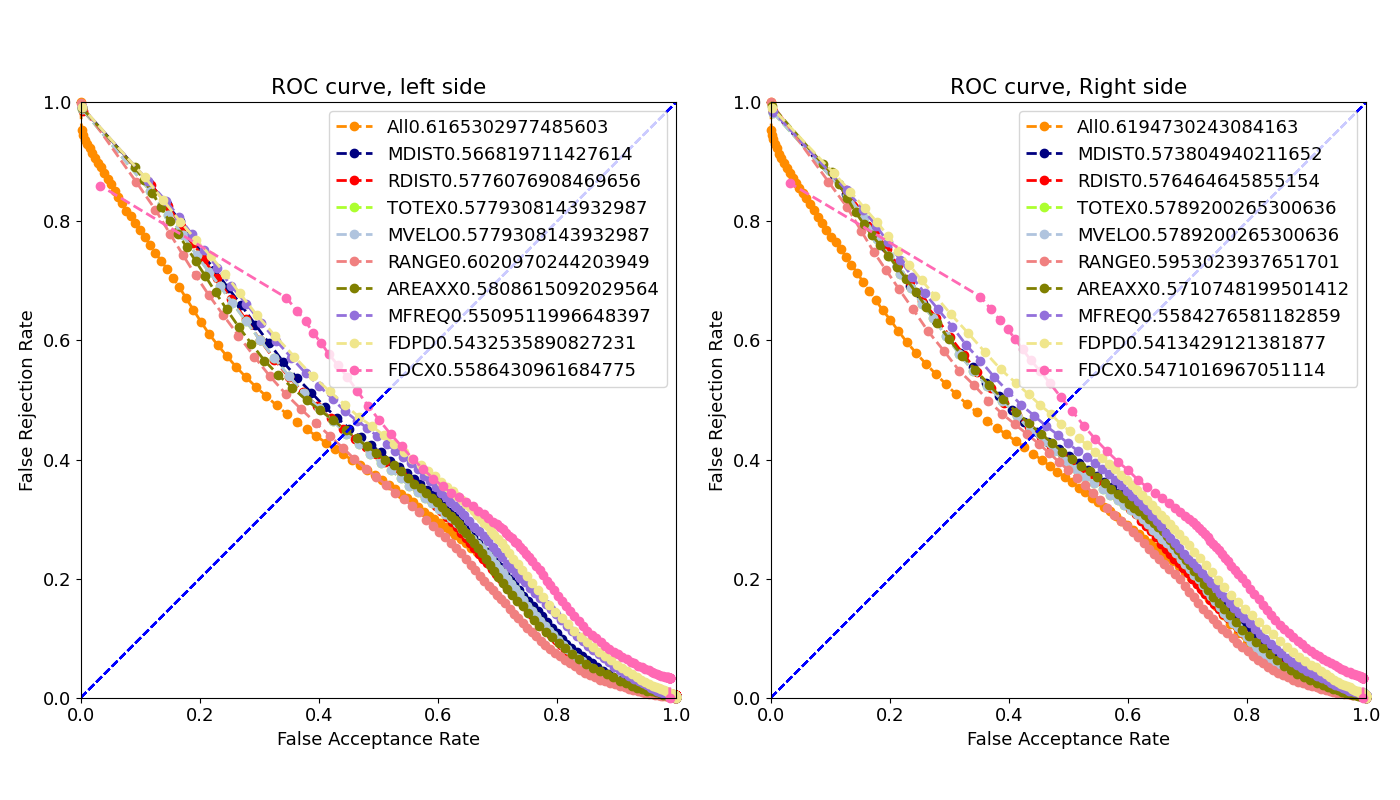 ROC curve, left side
1.0
0.8
0.6
0.4
0.2
0.0
False Rejection Rate
All0.6165302977485603
MDIST0.566819711427614
RDIST0.5776076908469656
TOTEX0.5779308143932987
MVELO0.5779308143932987
RANGE0.6020970244203949
AREAXX0.5808615092029564
MFREQ0.5509511996648397
FDPD0.5432535890827231
FDCX0.5586430961684775
0.0 0.2 0.4 0.6 0.8 1.0
False Acceptance Rate
ROC curve, Right side
1.0
0.8
0.6
0.4
0.2
0.0
False Rejection Rate
All0.6194730243084163
MDIST0.573804940211652
RDIST0.576464645855154
TOTEX0.5789200265300636
MVELO0.5789200265300636
RANGE0.5953023937651701
AREAXX0.5710748199501412
MFREQ0.5584276581182859
FDPD0.5413429121381877
FDCX0.5471016967051114
0.0 0.2 0.4 0.6 0.8 1.0
False Acceptance Rate